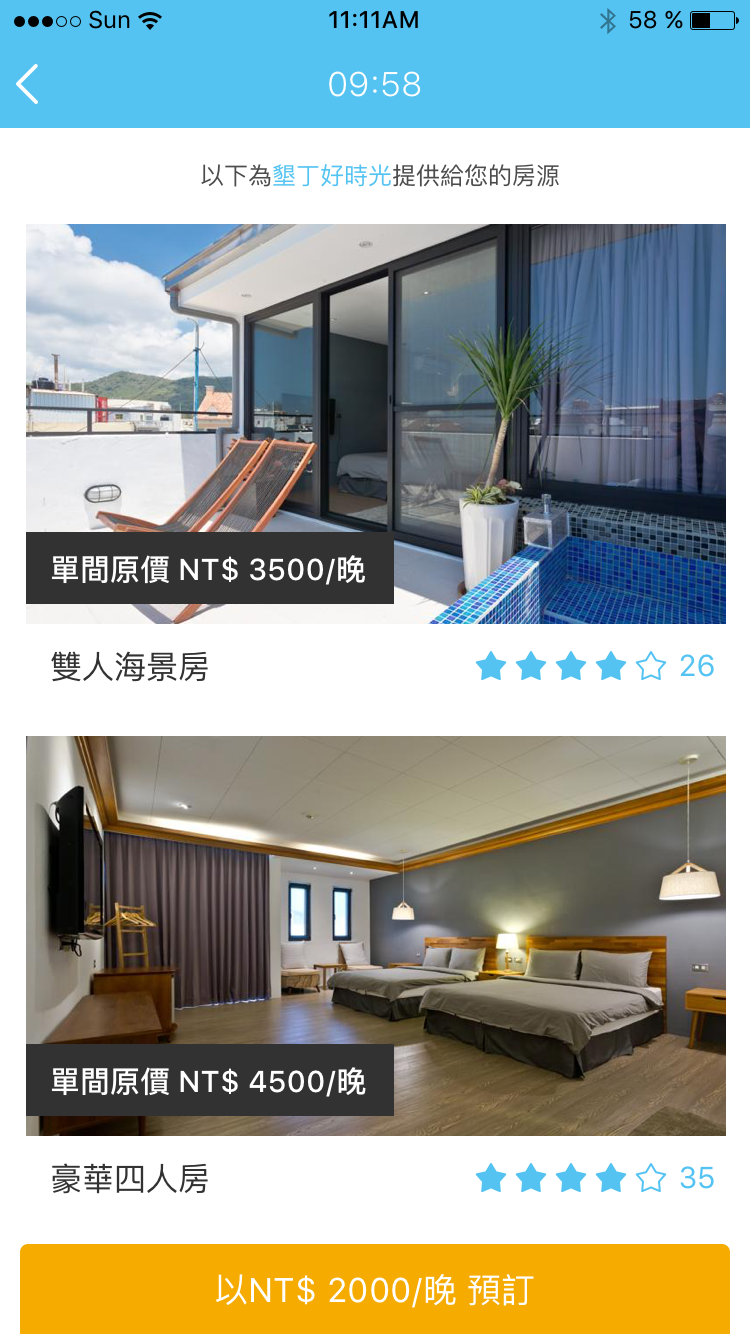 Sun 11:11AM 58 %
09:58
以下為墾丁好時光提供給您的房源
單間原價 NT$ 3500/晚
雙人海景房 26
單間原價 NT$ 4500/晚
豪華四人房 35
以NT$ 2000/晚 預訂